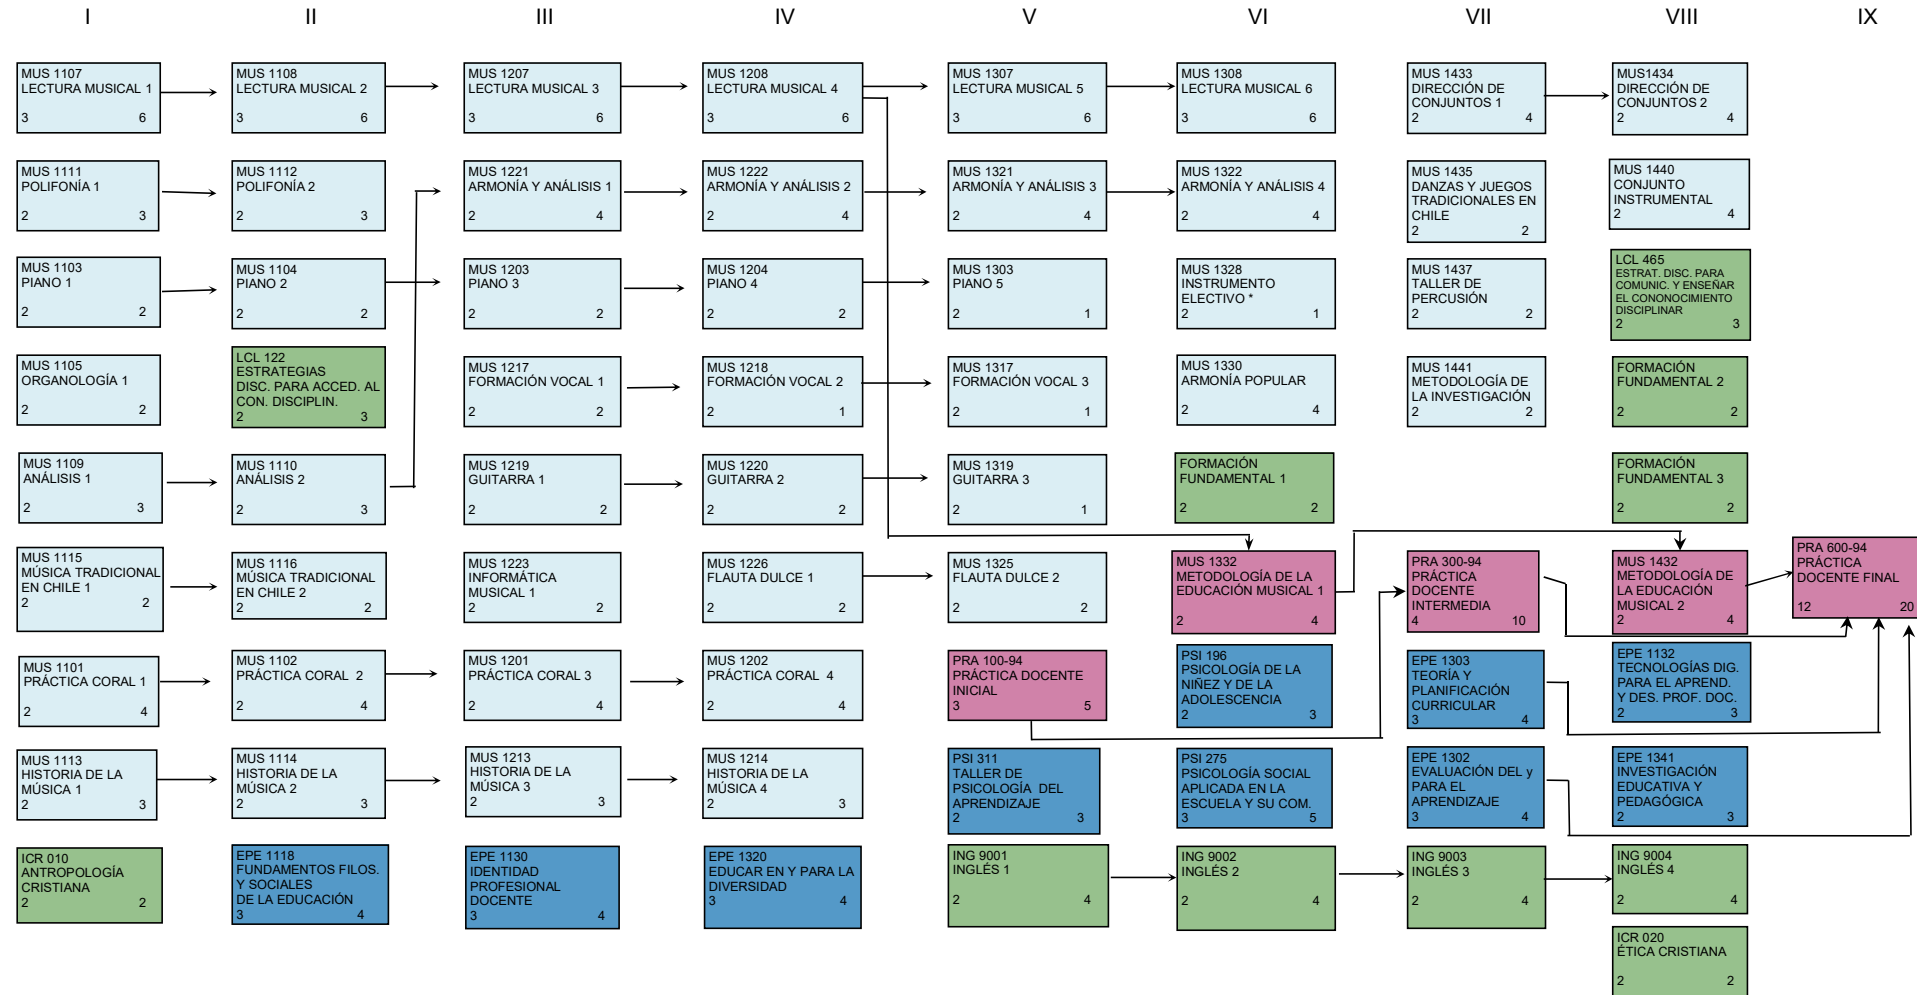 I II III IV V VI VII VIII IX
MUS 1107
LECTURA MUSICAL 1
3 6
MUS 1111
POLIFONÍA 1
2 3
MUS 1103
PIANO 1
2 2
MUS 1105
ORGANOLOGÍA 1
2 2
MUS 1109
ANÁLISIS 1
2 3
MUS 1115
MÚSICA TRADICIONAL
EN CHILE 1
2 2
MUS 1101
PRÁCTICA CORAL 1
2 4
MUS 1113
HISTORIA DE LA
MÚSICA 1
2 3
ICR 010
ANTROPOLOGÍA
CRISTIANA
2 2
MUS 1108
LECTURA MUSICAL 2
3 6
MUS 1112
POLIFONÍA 2
2 3
MUS 1104
PIANO 2
2 2
LCL 122
ESTRATEGIAS
DISC. PARA ACCED. AL
CON. DISCIPLIN.
2 3
MUS 1110
ANÁLISIS 2
2 3
MUS 1116
MÚSICA TRADICIONAL
EN CHILE 2
2 2
MUS 1102
PRÁCTICA CORAL 2
2 4
MUS 1114
HISTORIA DE LA
MÚSICA 2
2 3
EPE 1118
FUNDAMENTOS FILOS.
Y SOCIALES
DE LA EDUCACIÓN
3 4
MUS 1207
LECTURA MUSICAL 3
3 6
MUS 1221
ARMONÍA Y ANÁLISIS 1
2 4
MUS 1203
PIANO 3
2 2
MUS 1217
FORMACIÓN VOCAL 1
2 2
MUS 1219
GUITARRA 1
2 2
MUS 1223
INFORMÁTICA
MUSICAL 1
2 2
MUS 1201
PRÁCTICA CORAL 3
2 4
MUS 1213
HISTORIA DE LA
MÚSICA 3
2 3
EPE 1130
IDENTIDAD
PROFESIONAL
DOCENTE
3 4
MUS 1208
LECTURA MUSICAL 4
3 6
MUS 1222
ARMONÍA Y ANÁLISIS 2
2 4
MUS 1204
PIANO 4
2 2
MUS 1218
FORMACIÓN VOCAL 2
2 1
MUS 1220
GUITARRA 2
2 2
MUS 1226
FLAUTA DULCE 1
2 2
MUS 1202
PRÁCTICA CORAL 4
2 4
MUS 1214
HISTORIA DE LA
MÚSICA 4
2 3
EPE 1320
EDUCAR EN Y PARA LA
DIVERSIDAD
3 4
MUS 1307
LECTURA MUSICAL 5
3 6
MUS 1321
ARMONÍA Y ANÁLISIS 3
2 4
MUS 1303
PIANO 5
2 1
MUS 1317
FORMACIÓN VOCAL 3
2 1
MUS 1319
GUITARRA 3
2 1
MUS 1325
FLAUTA DULCE 2
2 2
PRA 100-94
PRÁCTICA DOCENTE
INICIAL
3 5
PSI 311
TALLER DE
PSICOLOGÍA DEL
APRENDIZAJE
2 3
ING 9001
INGLÉS 1
2 4
MUS 1308
LECTURA MUSICAL 6
3 6
MUS 1322
ARMONÍA Y ANÁLISIS 4
2 4
MUS 1328
INSTRUMENTO
ELECTIVO *
2 1
MUS 1330
ARMONÍA POPULAR
2 4
FORMACIÓN
FUNDAMENTAL 1
2 2
MUS 1332
METODOLOGÍA DE LA
EDUCACIÓN MUSICAL 1
2 4
PSI 196
PSICOLOGÍA DE LA
NIÑEZ Y DE LA
ADOLESCENCIA
2 3
PSI 275
PSICOLOGÍA SOCIAL
APLICADA EN LA
ESCUELA Y SU COM.
3 5
ING 9002
INGLÉS 2
2 4
MUS 1433
DIRECCIÓN DE
CONJUNTOS 1
2 4
MUS 1435
DANZAS Y JUEGOS
TRADICIONALES EN
CHILE
2 2
MUS 1437
TALLER DE
PERCUSIÓN
2 2
MUS 1441
METODOLOGÍA DE
LA INVESTIGACIÓN
2 2
PRA 300-94
PRÁCTICA
DOCENTE
INTERMEDIA
4 10
EPE 1303
TEORÍA Y
PLANIFICACIÓN
CURRICULAR
3 4
EPE 1302
EVALUACIÓN DEL y
PARA EL
APRENDIZAJE
3 4
ING 9003
INGLÉS 3
2 4
MUS1434
DIRECCIÓN DE
CONJUNTOS 2
2 4
MUS 1440
CONJUNTO
INSTRUMENTAL
2 4
LCL 465
ESTRAT. DISC. PARA
COMUNIC. Y ENSEÑAR
EL CONONOCIMIENTO
DISCIPLINAR
2 3
FORMACIÓN
FUNDAMENTAL 2
2 2
FORMACIÓN
FUNDAMENTAL 3
2 2
MUS 1432
METODOLOGÍA DE
LA EDUCACIÓN
MUSICAL 2
2 4
EPE 1132
TECNOLOGÍAS DIG.
PARA EL APREND.
Y DES. PROF. DOC.
2 3
EPE 1341
INVESTIGACIÓN
EDUCATIVA Y
PEDAGÓGICA
2 3
ING 9004
INGLÉS 4
2 4
ICR 020
ÉTICA CRISTIANA
2 2
PRA 600-94
PRÁCTICA
DOCENTE FINAL
12 20